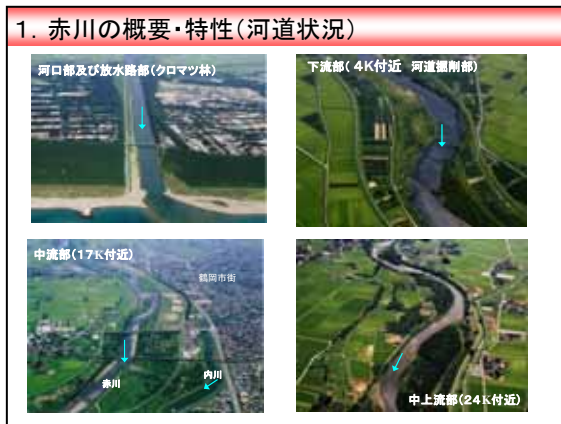 1．赤川の概要・特性（河道状況）
河口部及び放水路部（クロマツ林）
下流部（4K付近 河道掘削部）
中流部（17K付近）
鶴岡市街
赤川
内川
中上流部（24K付近）